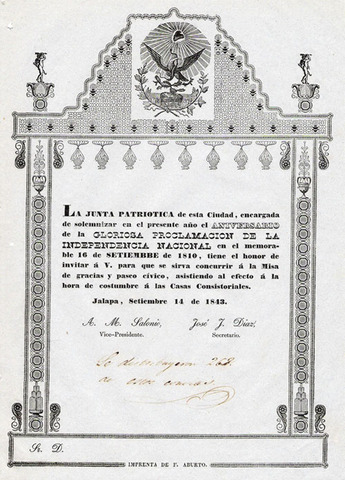 LA JUNTA PATRIOTICA de esta Ciudad, encargada
de solemnizar en el presente año el ANIVERSARIO
de la GLORIOSA PROCLAMACION DE LA
INDEPENDENCIA NACIONAL en el memora-
ble 16 de SETIEMBRE de 1810, tiene el honor de
invitar á V. para que se sirva concurrir á la Misa
de gracias y paseo cívico, asistiendo al efecto á la
hora de costumbre á las Casas Consistoriales.
Jalapa, Setiembre 14 de 1843.
A. M. Salonio, José J. Diaz,
Vice-Presidente. Secretario.
268
Sr. D.
IMPRENTA DE F. ABURTO.